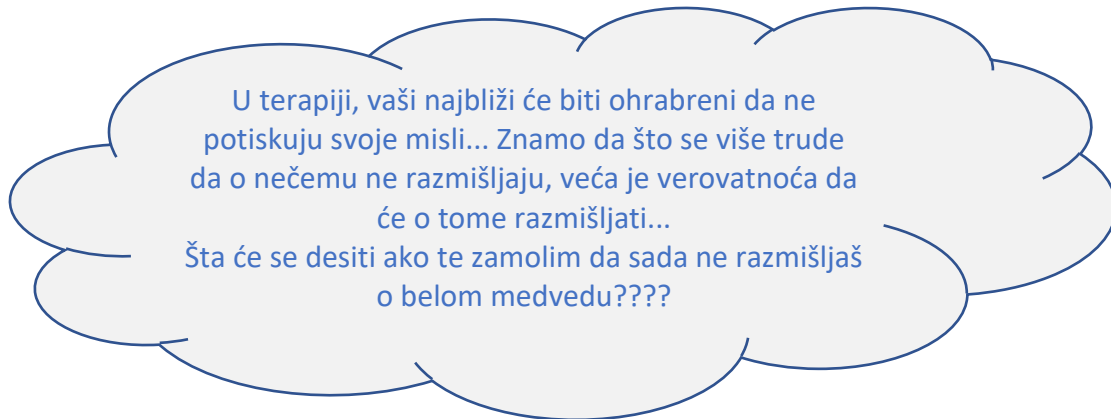 U terapiji, vaši najbliži će biti ohrabreni da ne
potiskuju svoje misli... Znamo da što se više trude
da o nečemu ne razmišljaju, veća je verovatnoća da
će o tome razmišljati...
Šta će se desiti ako te zamolim da sada ne razmišljaš
o belom medvedu????